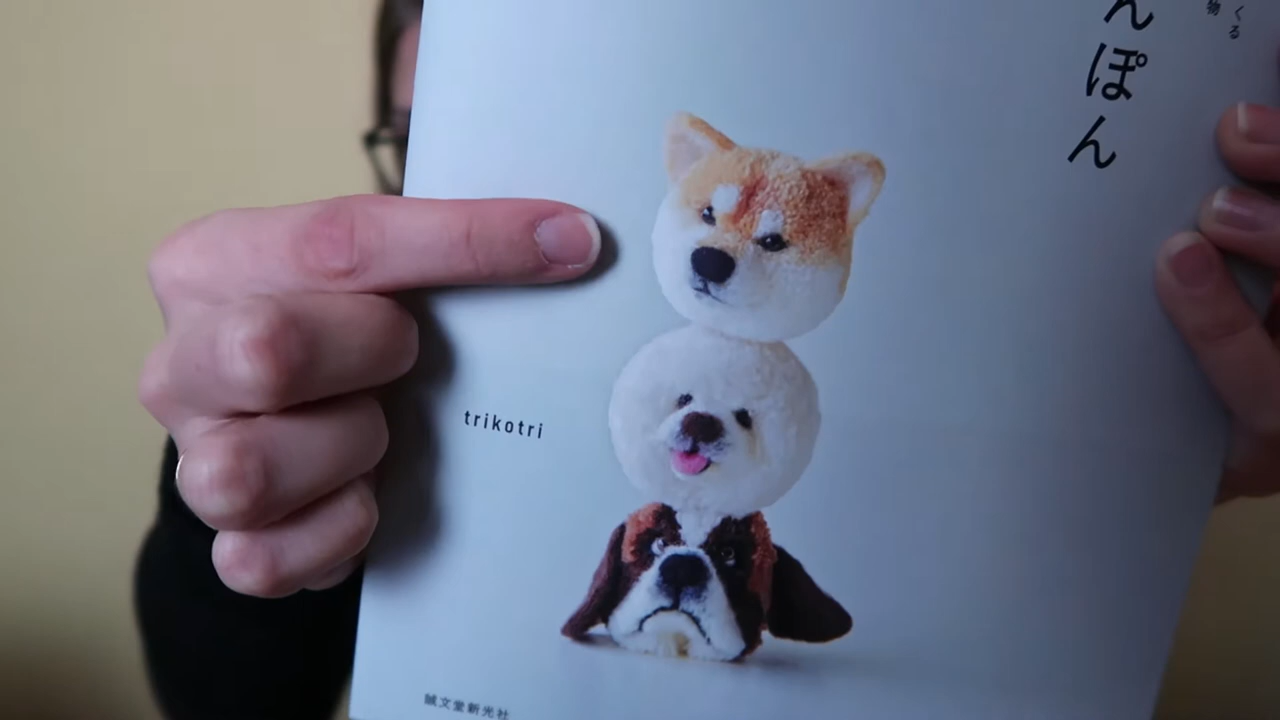 くる
物
んぽん
trikotri
誠文堂新光社